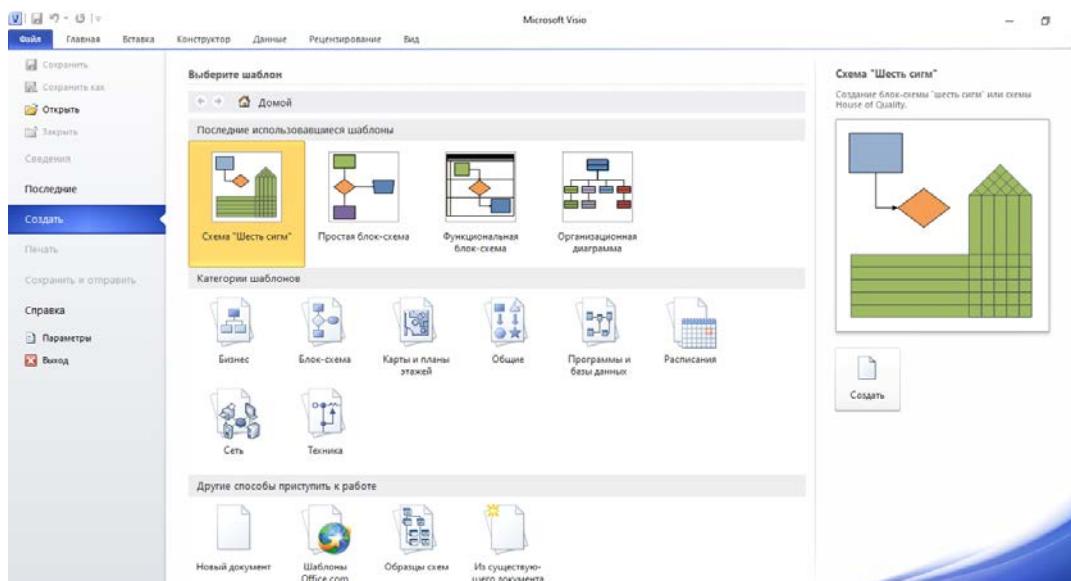 Microsoft Visio
Файл Главная Вставка Конструктор Данные Рецензирование Вид
Сохранить
Сохранить как
Открыть
Закрыть
Сведения
Последние
Создать
Печать
Сохранить и отправить
Справка
Параметры
Выход
Выберите шаблон
Домой
Последние использовавшиеся шаблоны
Схема "Шесть сигм"
Простая блок-схема
Функциональная
блок-схема
Организационная
диаграмма
Категории шаблонов
Бизнес
Блок-схема
Карты и планы
этажей
Общие
Программы и
базы данных
Расписания
Сеть
Техника
Другие способы приступить к работе
Новый документ
Шаблоны
Office.com
Образцы схем
Из существую-
щего документа
Схема "Шесть сигм"
Создание блок-схемы "шесть сигм" или схемы
House of Quality.
Создать